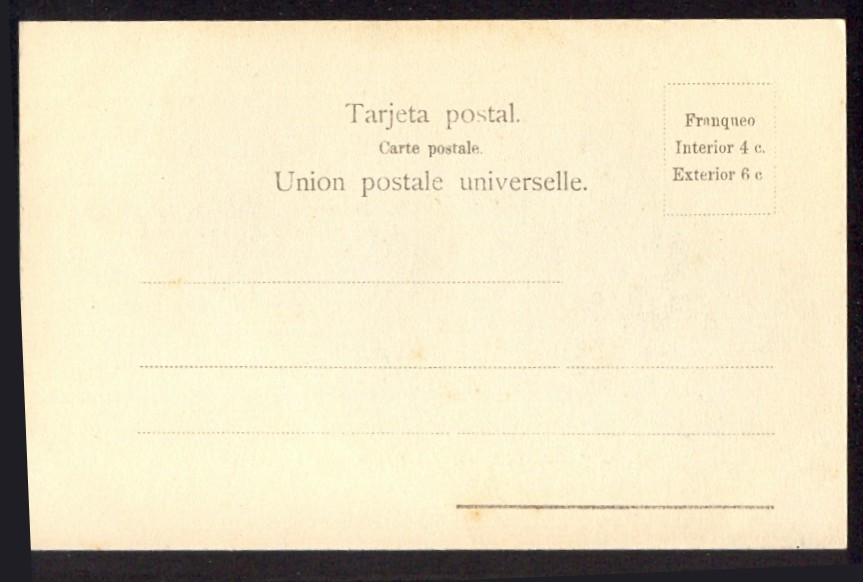 Tarjeta postal.
Carte postale.
Union postale universelle.
Franqueo
Interior 4 c.
Exterior 6 c